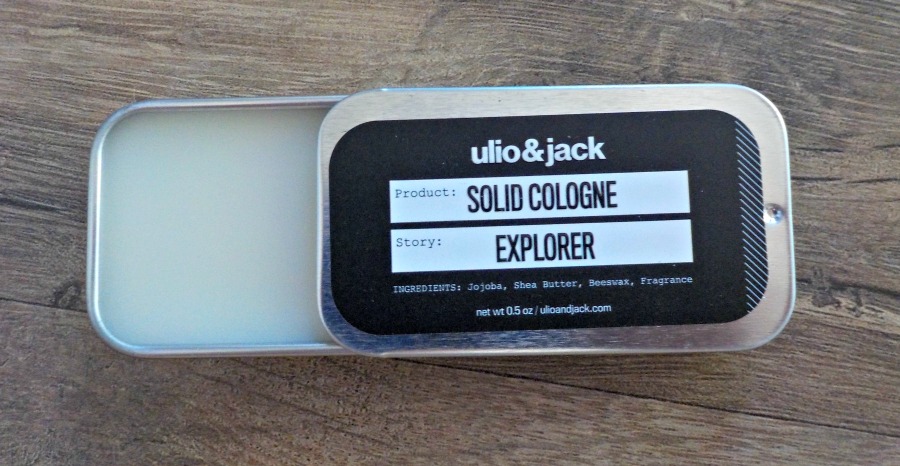 ulio&jack
Product: SOLID COLOGNE
Story: EXPLORER
INGREDIENTS: Jojoba, Shea Butter, Beeswax, Fragrance
net wt 0.5 oz / ulioandjack.com